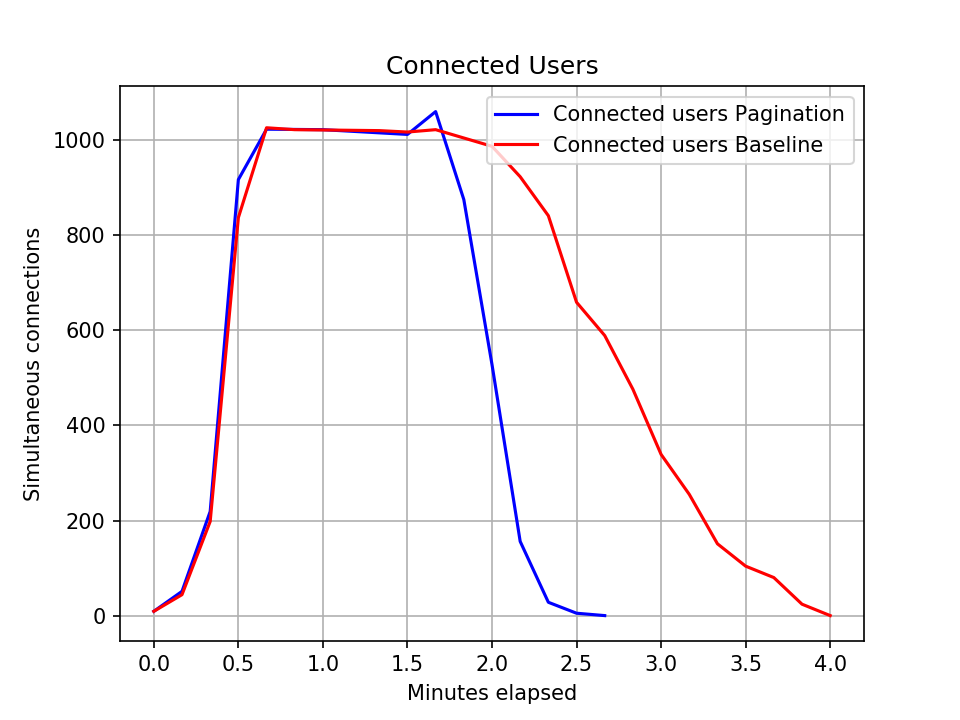 Connected Users
Connected users Pagination
Connected users Baseline
1000
800
600
400
200
0
Simultaneous connections
0.0 0.5 1.0 1.5 2.0 2.5 3.0 3.5 4.0
Minutes elapsed